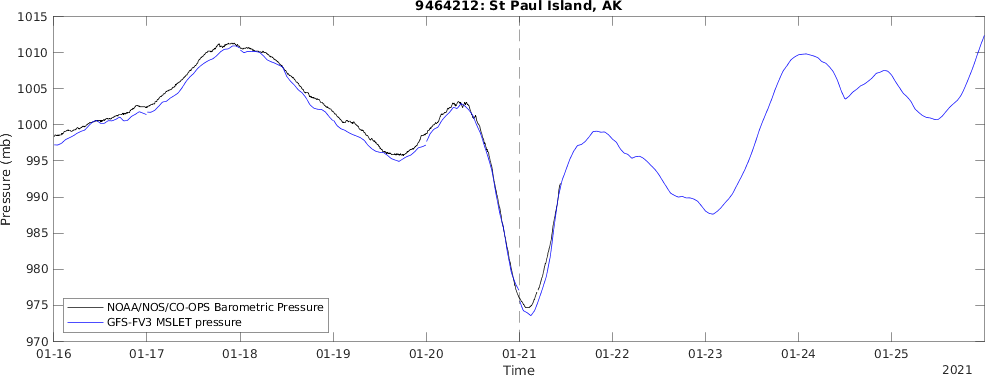 9464212: St Paul Island, AK
Pressure (mb)
1015
1010
1005
1000
995
990
985
980
975
970
NOAA/NOS/CO-OPS Barometric Pressure
GFS-FV3 MSLET pressure
01-16 01-17 01-18 01-19 01-20 01-21 01-22 01-23 01-24 01-25
Time
2021